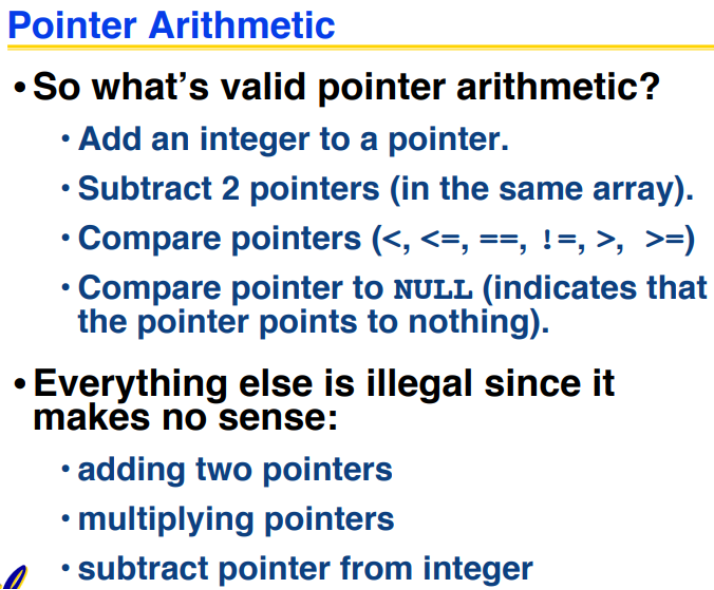 Pointer Arithmetic
• So what's valid pointer arithmetic?
• Add an integer to a pointer.
• Subtract 2 pointers (in the same array).
• Compare pointers (<, <=, ==, !=, >, >=)
• Compare pointer to NULL (indicates that
the pointer points to nothing).
• Everything else is illegal since it
makes no sense:
• adding two pointers
• multiplying pointers
• subtract pointer from integer